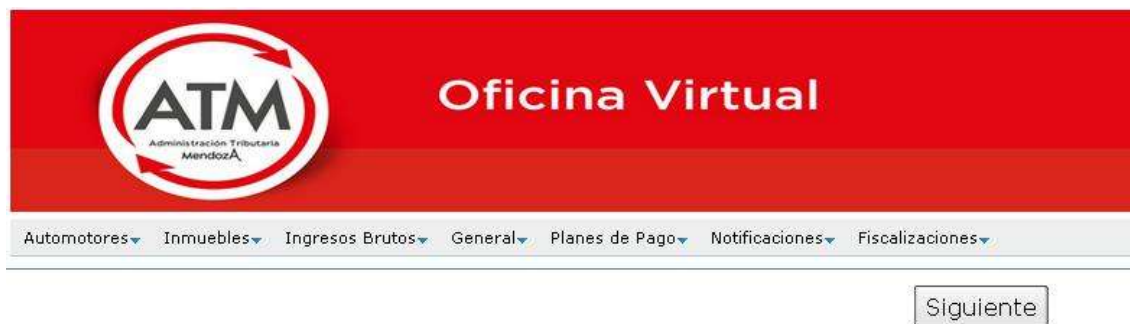 ATM
Administración Tributaria
MendozA
Oficina Virtual
Automotores Inmuebles Ingresos Brutos General Planes de Pago Notificaciones Fiscalizaciones
Siguiente